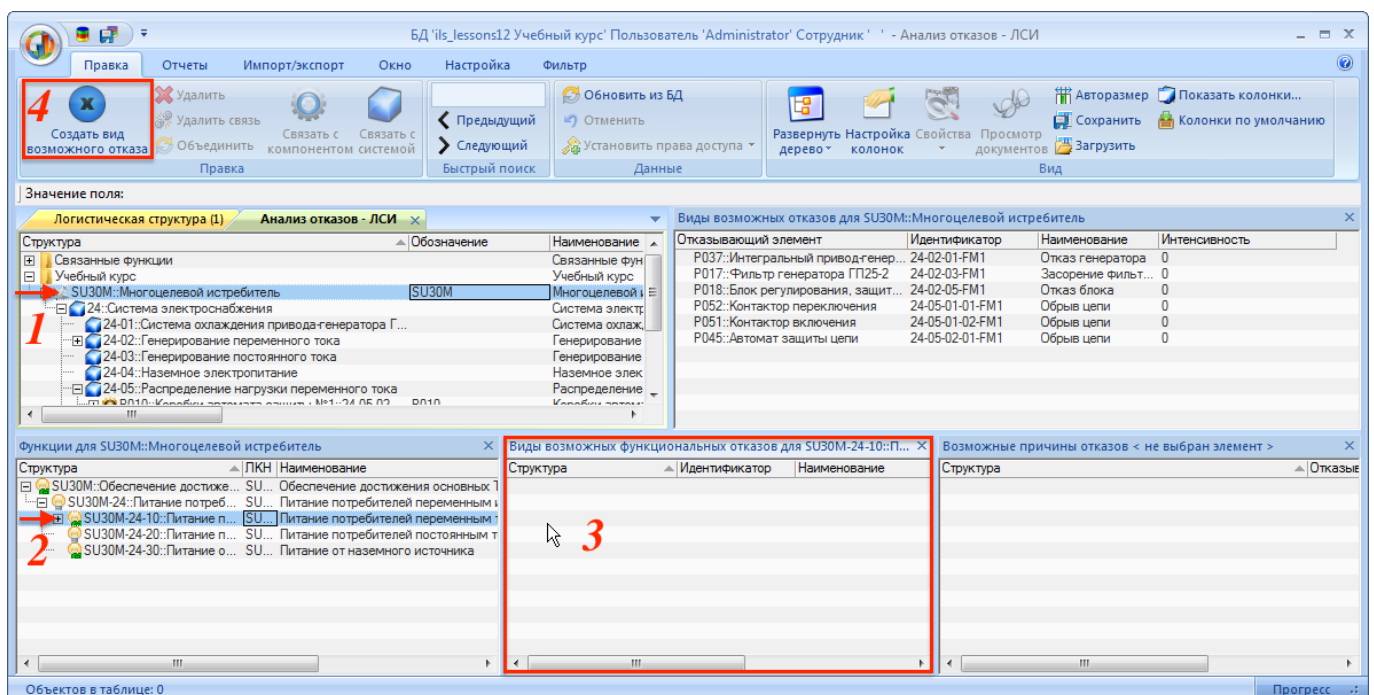 БД 'ils_lessons12 Учебный курс' Пользователь 'Administrator' Сотрудник ' ' - Анализ отказов - ЛСИ
Правка Отчеты Импорт/экспорт Окно Настройка Фильтр
4
Создать вид
возможного отказа
Удалить
Удалить связь
Объединить
Связать с
компонентом
Связать с
системой
Правка
Предыдущий
Следующий
Быстрый поиск
Обновить из БД
Отменить
Установить права доступа
Данные
Развернуть
дерево
Настройка
колонок
Свойства
Просмотр
документов
Авторазмер
Сохранить
Загрузить
Показать колонки...
Колонки по умолчанию
Вид
Значение поля:
Логистическая структура (1) Анализ отказов - ЛСИ
Структура Обозначение Наименование
Связанные функции Связанные фун
Учебный курс Учебный курс
SU30M::Многоцелевой истребитель SU30M Многоцелевой и
24::Система электроснабжения Система электр
1
24-01::Система охлаждения привода-генератора Г... Система охлаж,
24-02::Генерирование переменного тока Генерирование
24-03::Генерирование постоянного тока Генерирование
24-04::Наземное электропитание Наземное элек
24-05::Распределение нагрузки переменного тока Распределение
P010::Коробки автомата защиты №1::24-05-02 P010 Коробки автом
Виды возможных отказов для SU30M::Многоцелевой истребитель
Отказывающий элемент Идентификатор Наименование Интенсивность
P037::Интегральный привод-генер... 24-02-01-FM1 Отказ генератора 0
P017::Фильтр генератора ГП25-2 24-02-03-FM1 Засорение фильт... 0
P018::Блок регулирования, защит... 24-02-05-FM1 Отказ блока 0
P052::Контактор переключения 24-05-01-01-FM1 Обрыв цепи 0
P051::Контактор включения 24-05-01-02-FM1 Обрыв цепи 0
P045::Автомат защиты цепи 24-05-02-01-FM1 Обрыв цепи 0
Функции для SU30M::Многоцелевой истребитель
Структура ЛКН Наименование
SU30M::Обеспечение достиже... SU... Обеспечение достижения основных Т
SU30M-24::Питание потреб... SU... Питание потребителей переменным и
SU30M-24-10::Питание п... SU... Питание потребителей переменным т
SU30M-24-20::Питание п... SU... Питание потребителей постоянным т
2
SU30M-24-30::Питание о... SU... Питание от наземного источника
Виды возможных функциональных отказов для SU30M-24-10::П...
Структура Идентификатор Наименование
3
Возможные причины отказов < не выбран элемент >
Структура Отказыв
Объектов в таблице: 0
Прогресс